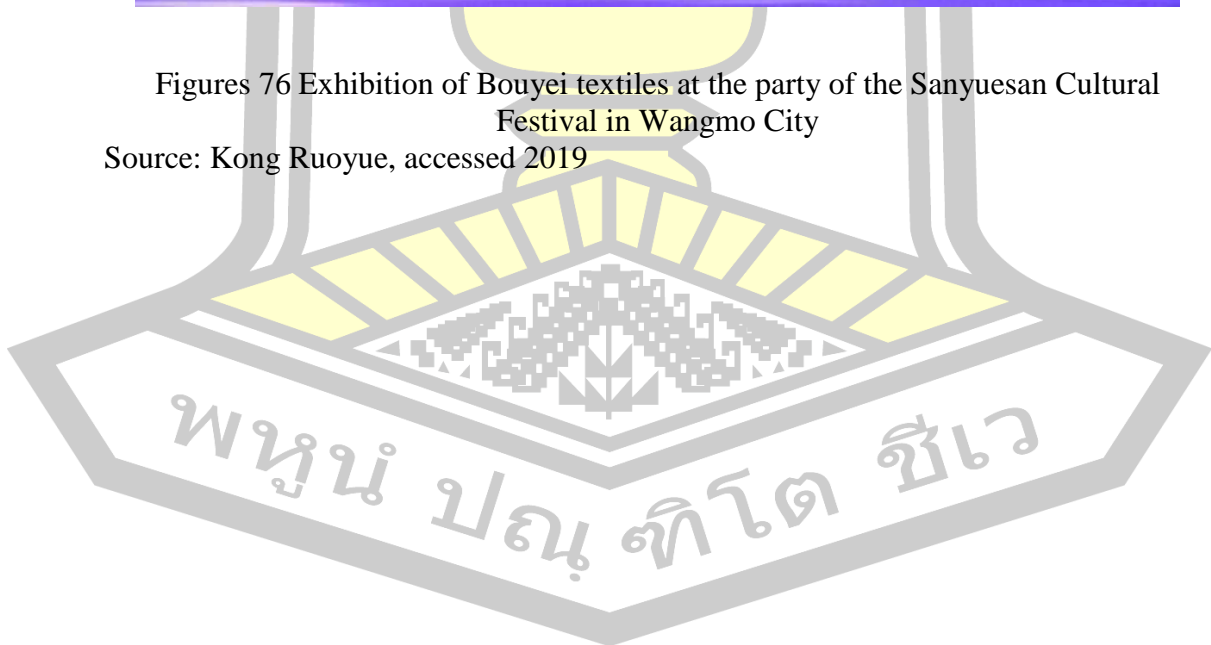 Figures 76 Exhibition of Bouyei textiles at the party of the Sanyuesan Cultural
Festival in Wangmo City
Source: Kong Ruoyue, accessed 2019
พหูนํ ปณฺฑิโต ชีเว